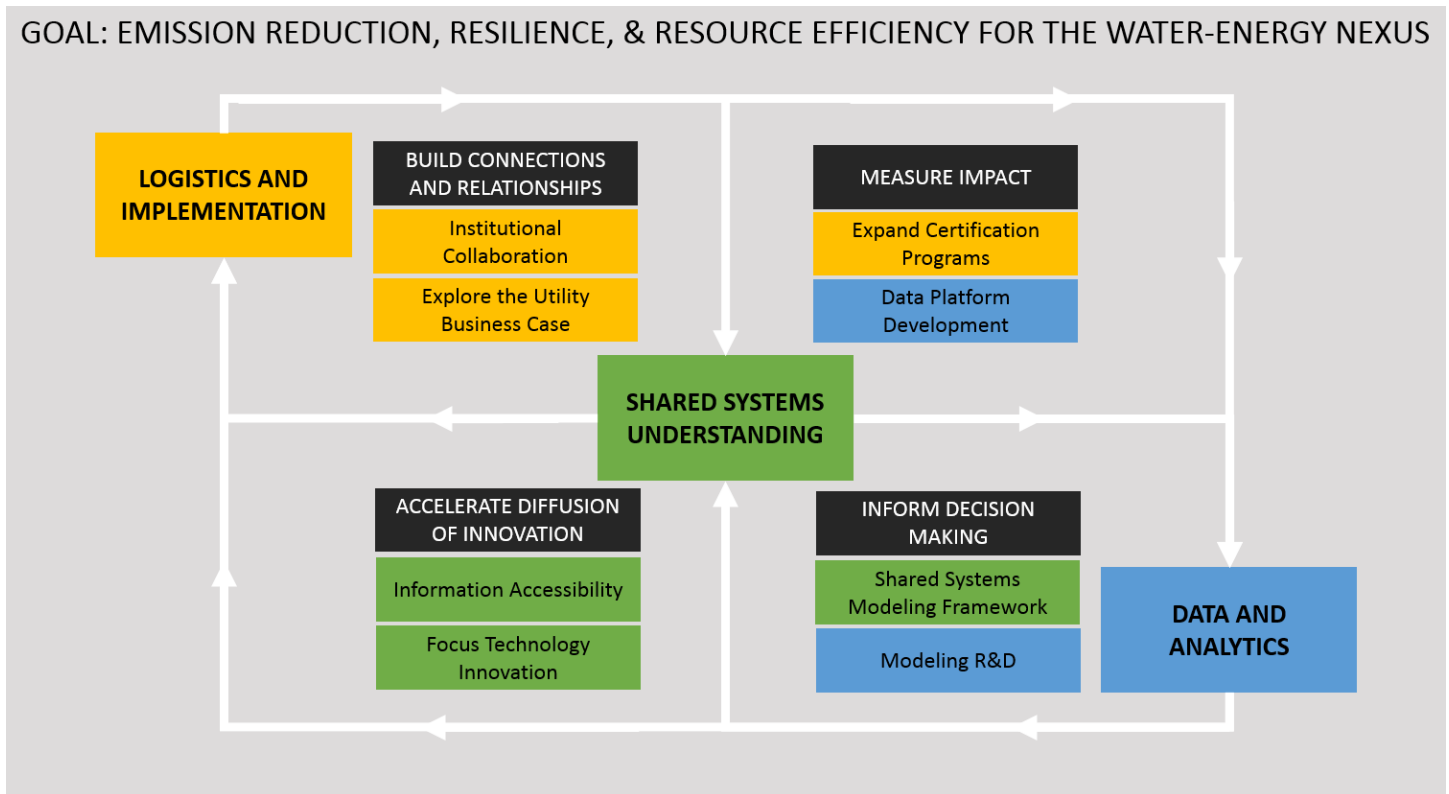 GOAL: EMISSION REDUCTION, RESILIENCE, & RESOURCE EFFICIENCY FOR THE WATER-ENERGY NEXUS
LOGISTICS AND
IMPLEMENTATION
BUILD CONNECTIONS
AND RELATIONSHIPS
Institutional
Collaboration
Explore the Utility
Business Case
MEASURE IMPACT
Expand Certification
Programs
Data Platform
Development
SHARED SYSTEMS
UNDERSTANDING
ACCELERATE DIFFUSION
OF INNOVATION
Information Accessibility
Focus Technology
Innovation
INFORM DECISION
MAKING
Shared Systems
Modeling Framework
Modeling R&D
DATA AND
ANALYTICS